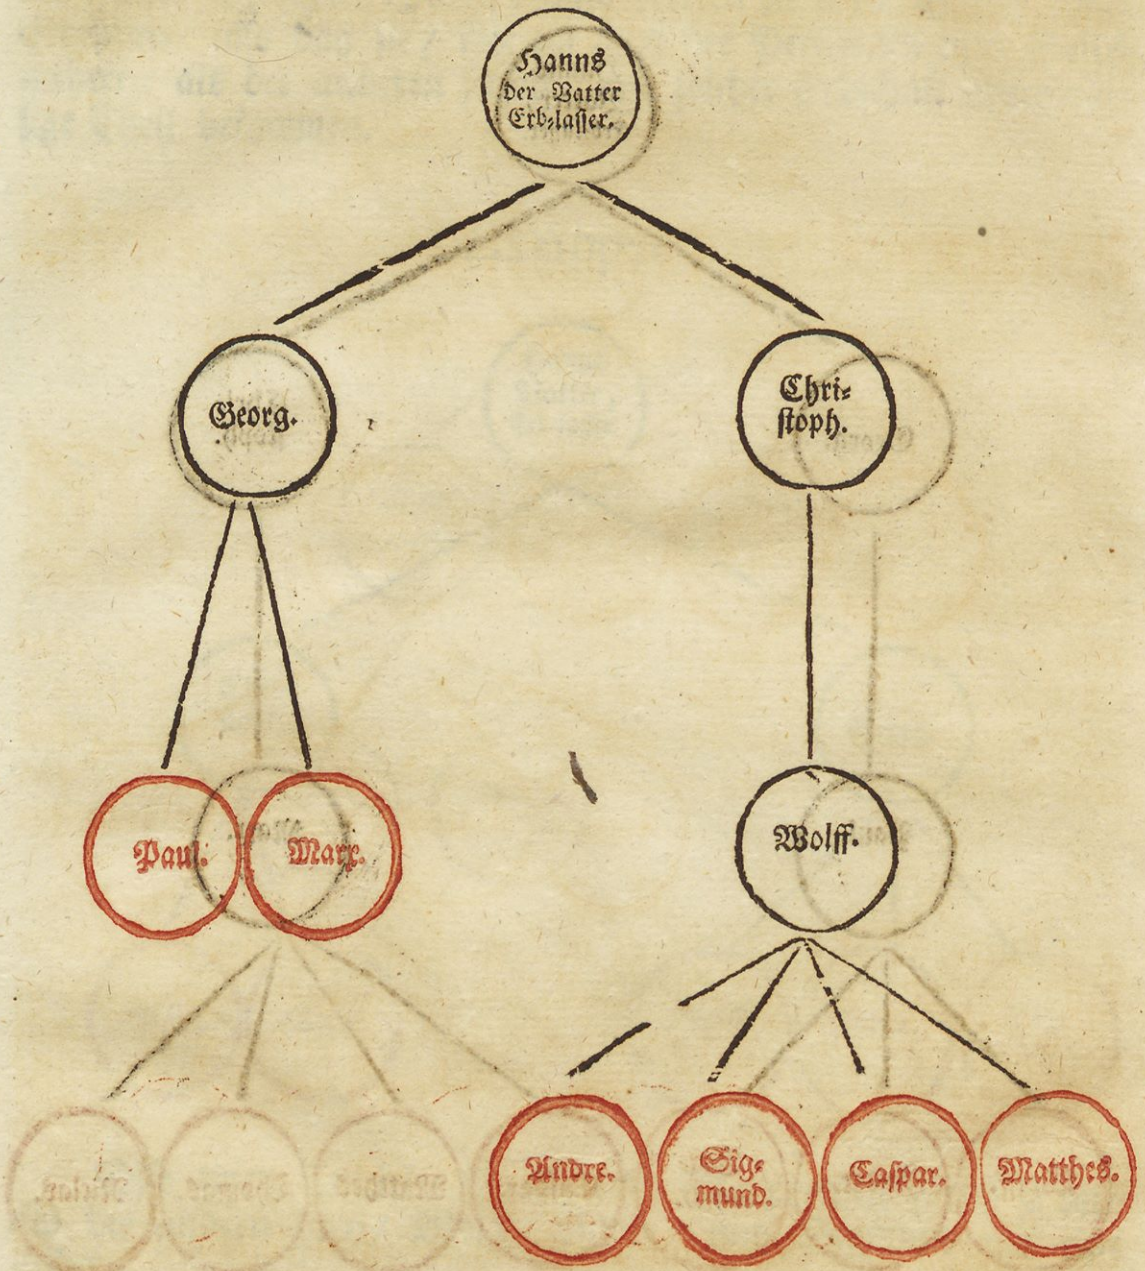 Hanns
der Vatter
Erb-lasser.
Georg.
Chri-
stoph.
Paul.
Marx.
Wolff.
Andre.
Sig-
mund.
Caspar.
Matthes.